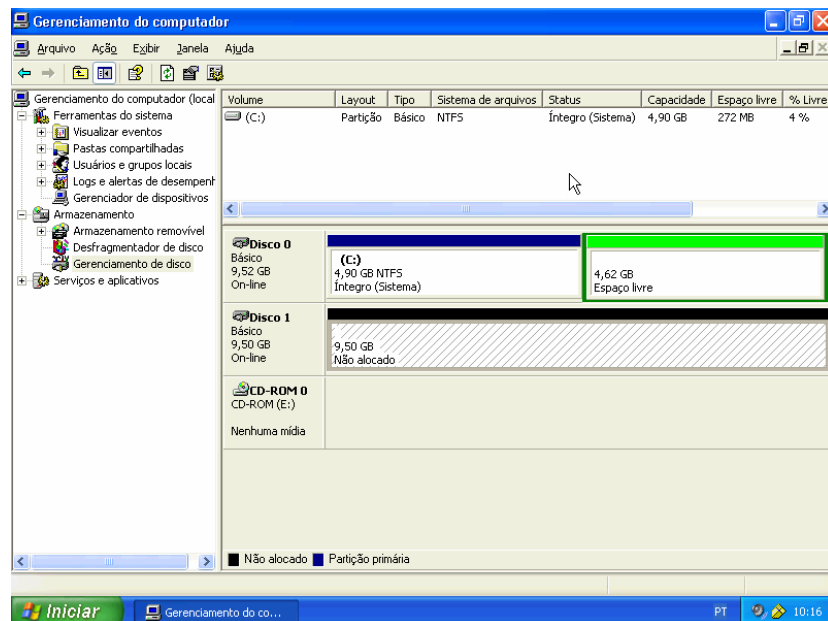 Gerenciamento do computador
Arquivo Ação Exibir Janela Ajuda
Gerenciamento do computador (local
Ferramentas do sistema
Visualizar eventos
Pastas compartilhadas
Usuários e grupos locais
Logs e alertas de desempenh
Gerenciador de dispositivos
Armazenamento
Armazenamento removível
Desfragmentador de disco
Gerenciamento de disco
Serviços e aplicativos
Volume Layout Tipo Sistema de arquivos Status Capacidade Espaço livre % Livre
(C:) Partição Básico NTFS Íntegro (Sistema) 4,90 GB 272 MB 4 %
Disco 0
Básico
9,52 GB
On-line
(C:)
4,90 GB NTFS
Íntegro (Sistema)
4,62 GB
Espaço livre
Disco 1
Básico
9,50 GB
On-line
9,50 GB
Não alocado
CD-ROM 0
CD-ROM (E:)
Nenhuma mídia
Não alocado Partição primária
Iniciar Gerenciamento do co... PT 10:16